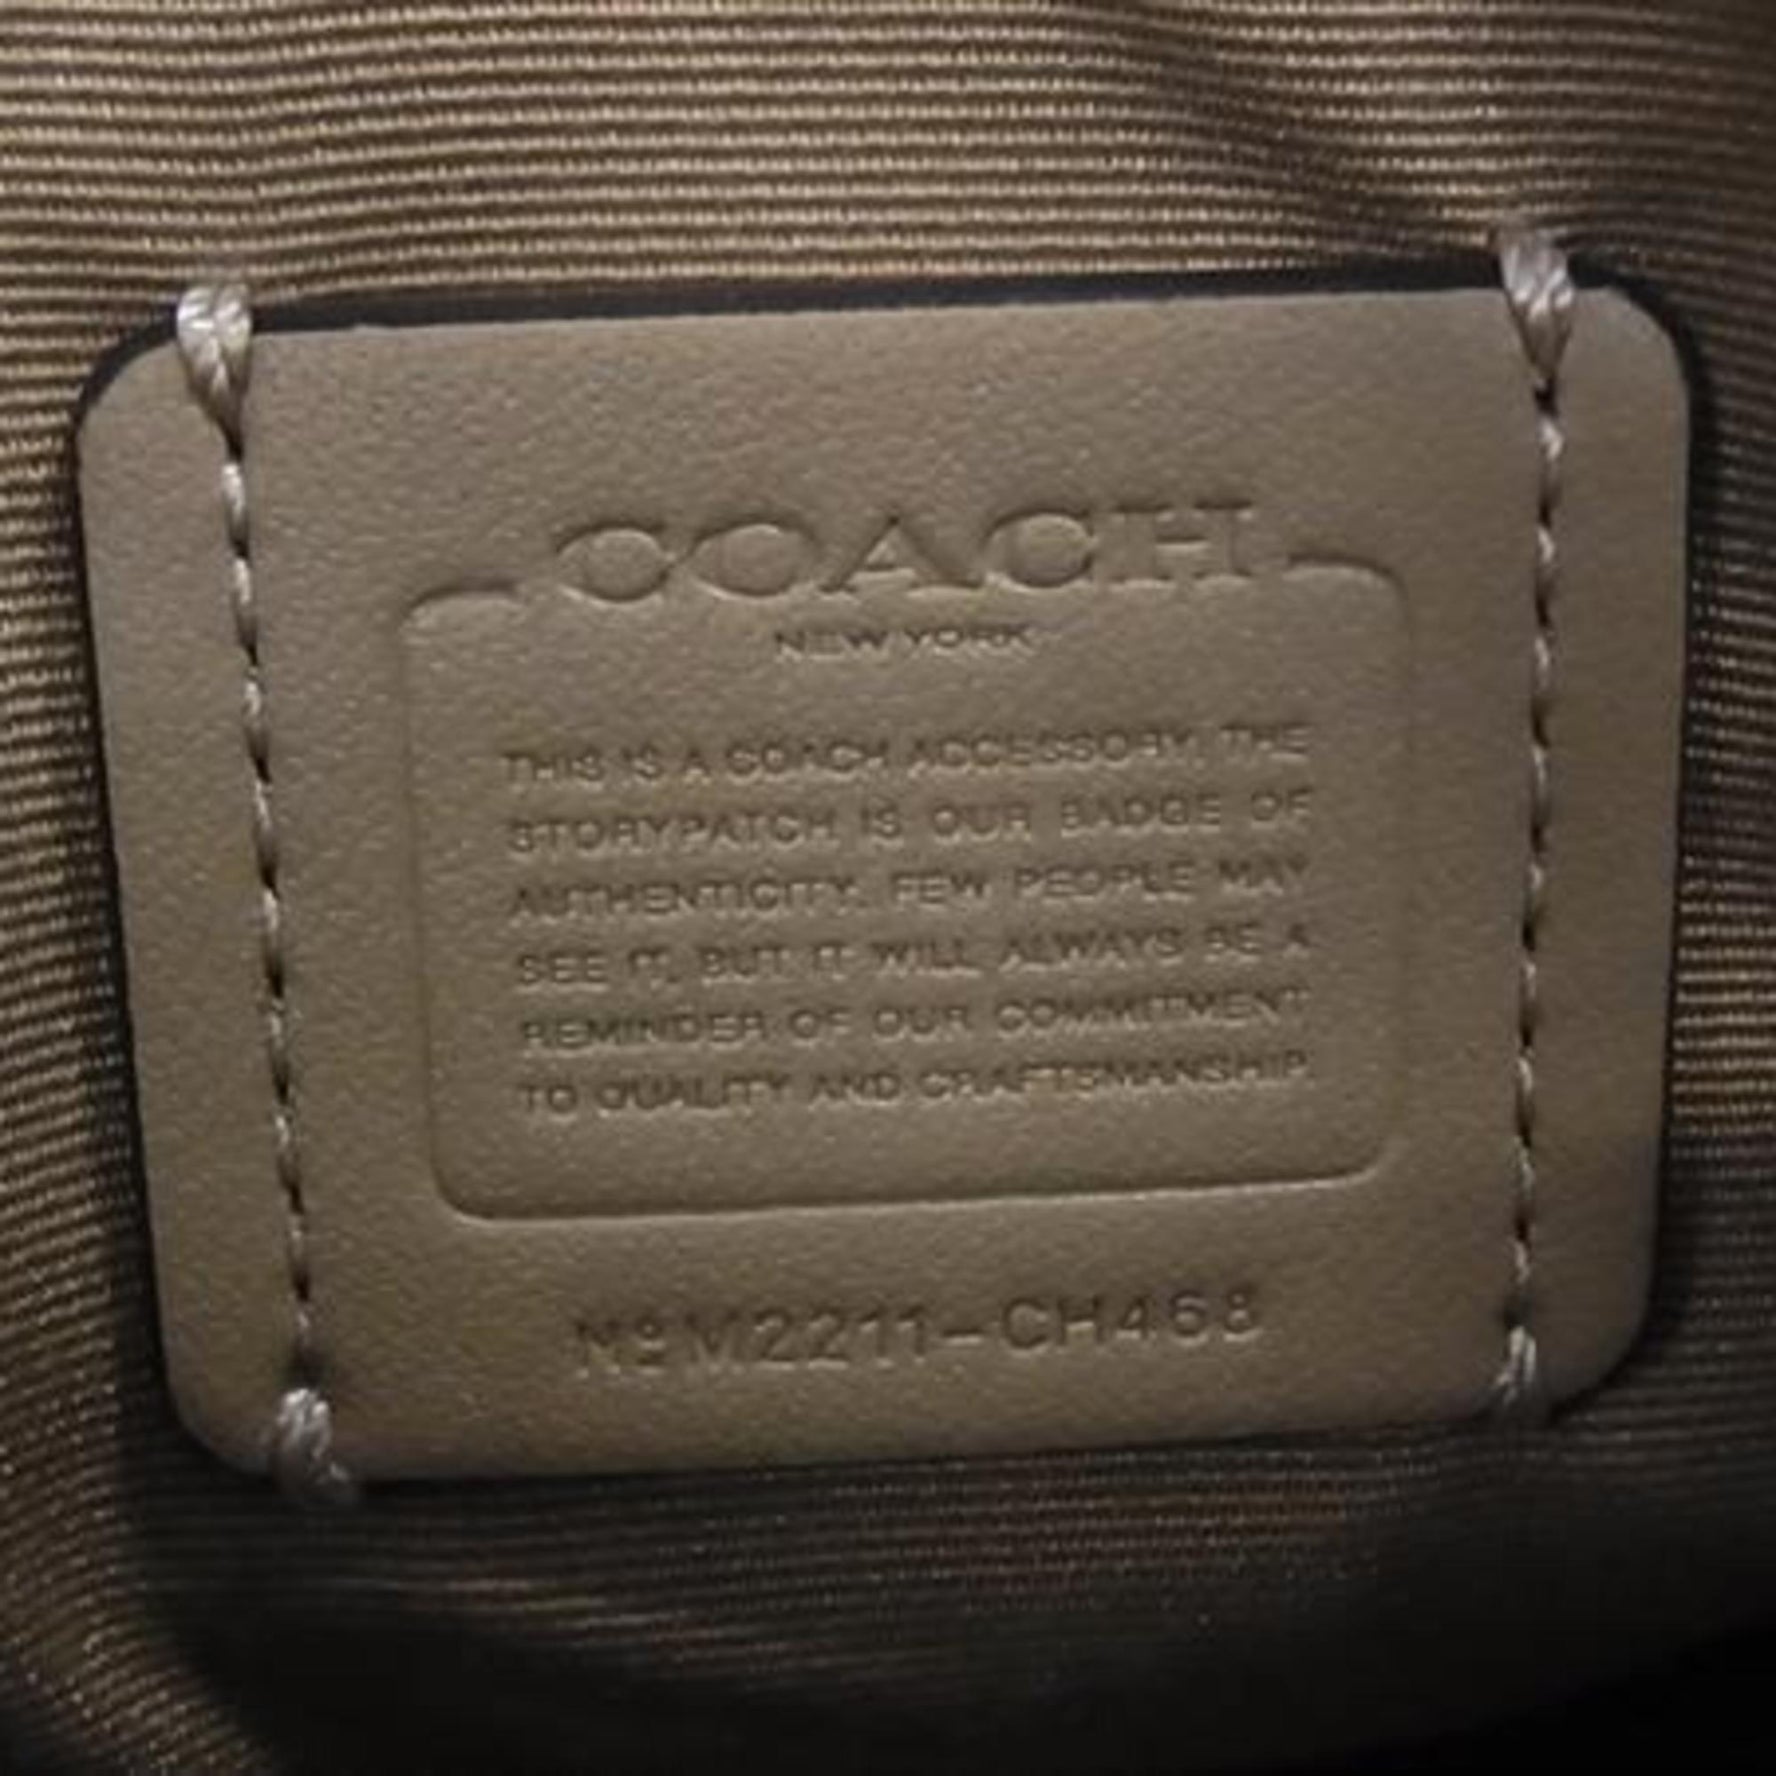 COACH
NEW YORK
THIS IS A COACH ACCESSORY. THE
STORYPATCH IS OUR BADGE OF
AUTHENTICITY. FEW PEOPLE MAY
SEE IT, BUT IT WILL ALWAYS BE A
REMINDER OF OUR COMMITMENT
TO QUALITY AND CRAFTSMANSHIP.
Nº M2211-CH468